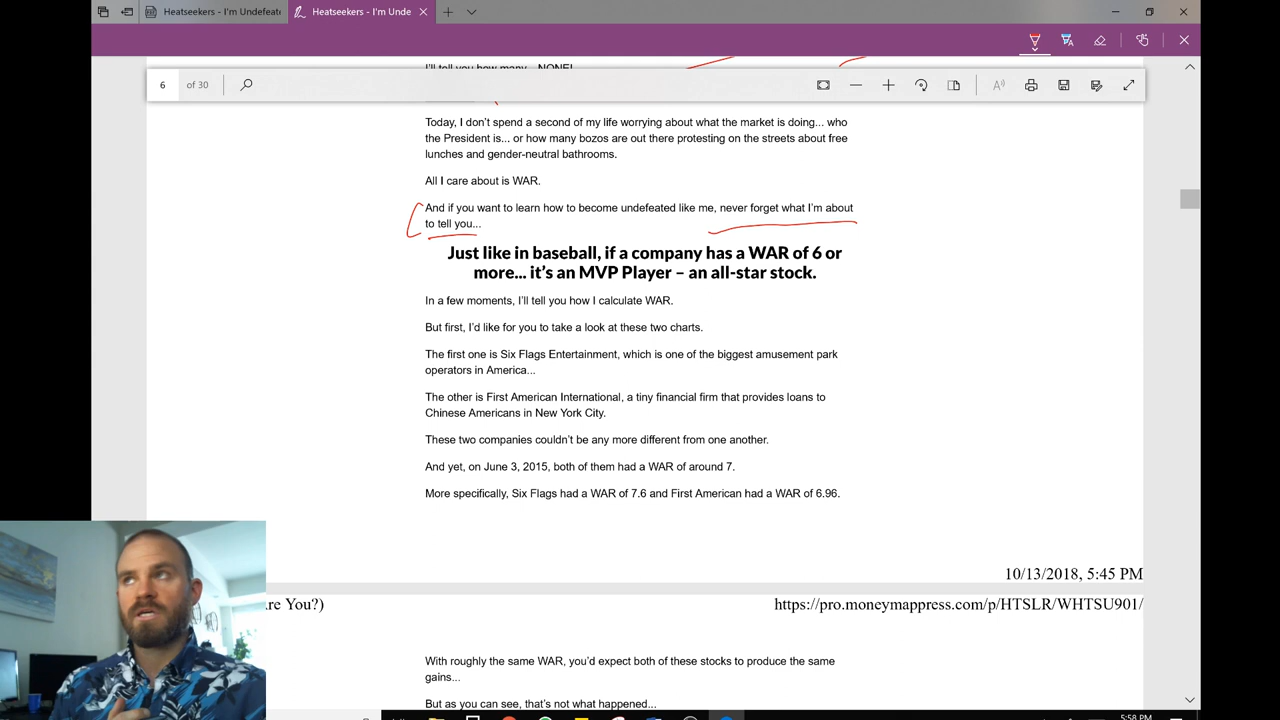 Heatseekers - I'm Undefeate
Heatseekers - I'm Unde
I'll tell you how many... NONE!
6 of 30
Today, I don't spend a second of my life worrying about what the market is doing... who
the President is... or how many bozos are out there protesting on the streets about free
lunches and gender-neutral bathrooms.
All I care about is WAR.
And if you want to learn how to become undefeated like me, never forget what I'm about
to tell you...
Just like in baseball, if a company has a WAR of 6 or
more... it's an MVP Player – an all-star stock.
In a few moments, I'll tell you how I calculate WAR.
But first, I'd like for you to take a look at these two charts.
The first one is Six Flags Entertainment, which is one of the biggest amusement park
operators in America...
The other is First American International, a tiny financial firm that provides loans to
Chinese Americans in New York City.
These two companies couldn't be any more different from one another.
And yet, on June 3, 2015, both of them had a WAR of around 7.
More specifically, Six Flags had a WAR of 7.6 and First American had a WAR of 6.96.
10/13/2018, 5:45 PM
re You?)
https://pro.moneymappress.com/p/HTSLR/WHTSU901/
With roughly the same WAR, you'd expect both of these stocks to produce the same
gains...
But as you can see, that's not what happened...
5:58 PM